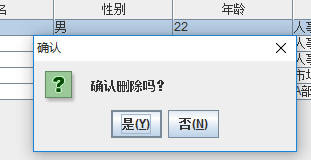 名 性别 年龄
男 22 人事
确认
人事
确认删除吗？
市场
A部
是(Y) 否(N)